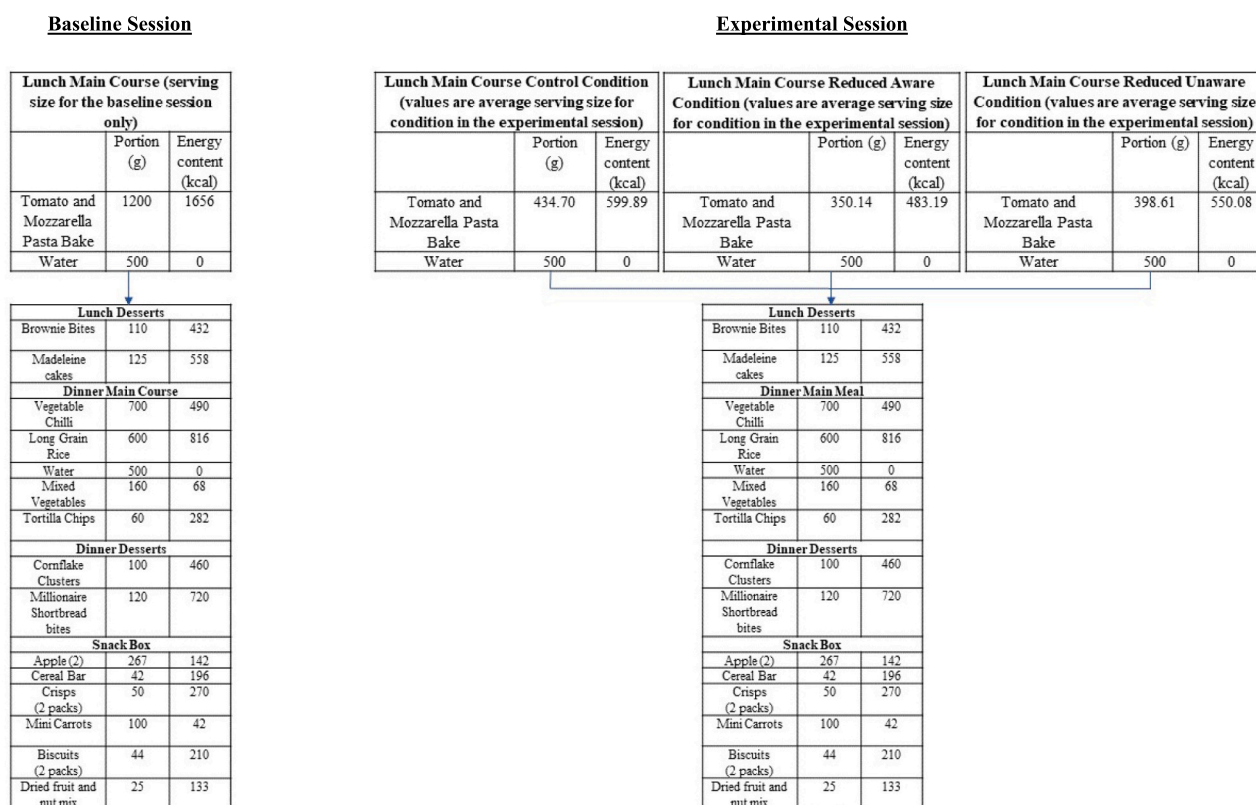 Baseline Session
Experimental Session
Lunch Main Course (serving
size for the baseline session
only)
Portion
(g)
Energy
content
(kcal)
Tomato and
Mozzarella
Pasta Bake
1200
1656
Water
500
0
Lunch Desserts
Brownie Bites
110
432
Madeleine
cakes
125
558
Dinner Main Course
Vegetable
Chilli
700
490
Long Grain
Rice
600
816
Water
500
0
Mixed
Vegetables
160
68
Tortilla Chips
60
282
Dinner Desserts
Cornflake
Clusters
100
460
Millionaire
Shortbread
bites
120
720
Snack Box
Apple (2)
267
142
Cereal Bar
42
196
Crisps
(2 packs)
50
270
Mini Carrots
100
42
Biscuits
(2 packs)
44
210
Dried fruit and
nut mix
25
133
Lunch Main Course Control Condition
(values are average serving size for
condition in the experimental session)
Portion
(g)
Energy
content
(kcal)
Tomato and
Mozzarella Pasta
Bake
434.70
599.89
Water
500
0
Lunch Main Course Reduced Aware
Condition (values are average serving size
for condition in the experimental session)
Portion (g)
Energy
content
(kcal)
Tomato and
Mozzarella Pasta
Bake
350.14
483.19
Water
500
0
Lunch Main Course Reduced Unaware
Condition (values are average serving size
for condition in the experimental session)
Portion (g)
Energy
content
(kcal)
Tomato and
Mozzarella Pasta
Bake
398.61
550.08
Water
500
0
Lunch Desserts
Brownie Bites
110
432
Madeleine
cakes
125
558
Dinner Main Meal
Vegetable
Chilli
700
490
Long Grain
Rice
600
816
Water
500
0
Mixed
Vegetables
160
68
Tortilla Chips
60
282
Dinner Desserts
Cornflake
Clusters
100
460
Millionaire
Shortbread
bites
120
720
Snack Box
Apple (2)
267
142
Cereal Bar
42
196
Crisps
(2 packs)
50
270
Mini Carrots
100
42
Biscuits
(2 packs)
44
210
Dried fruit and
nut mix
25
133